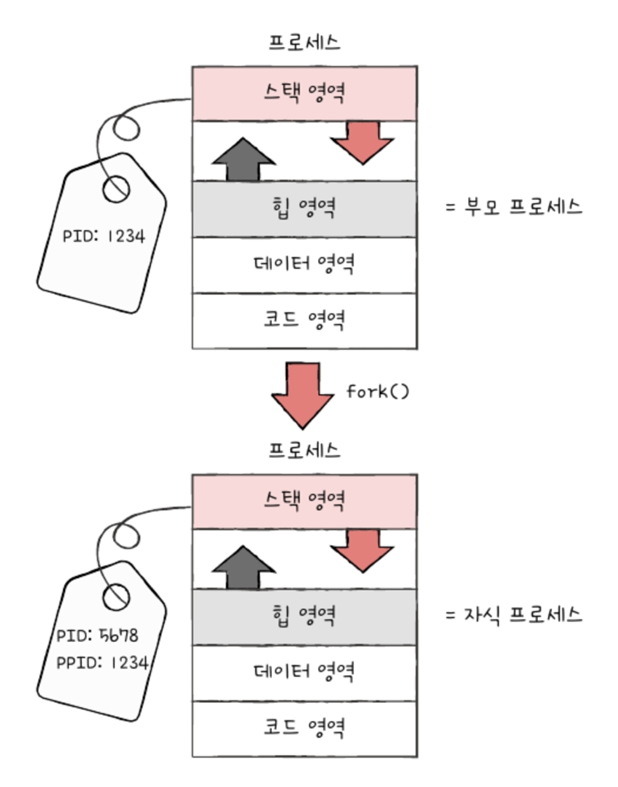 프로세스
스택 영역
PID: 1234
힙 영역
= 부모 프로세스
데이터 영역
코드 영역
fork()
프로세스
스택 영역
PID: 5678
PPID: 1234
힙 영역
= 자식 프로세스
데이터 영역
코드 영역